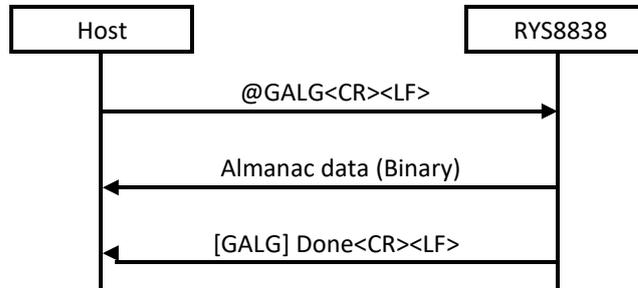 Host
RYS8838
@GALG<CR><LF>
Almanac data (Binary)
[GALG] Done<CR><LF>